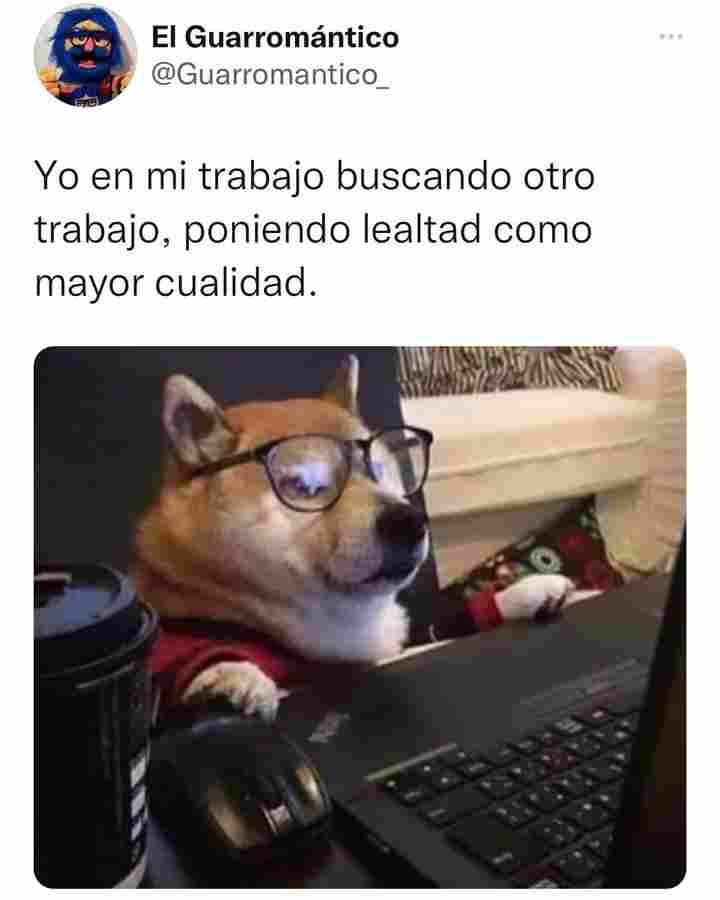 El Guarromántico
@Guarromantico_
Yo en mi trabajo buscando otro
trabajo, poniendo lealtad como
mayor cualidad.